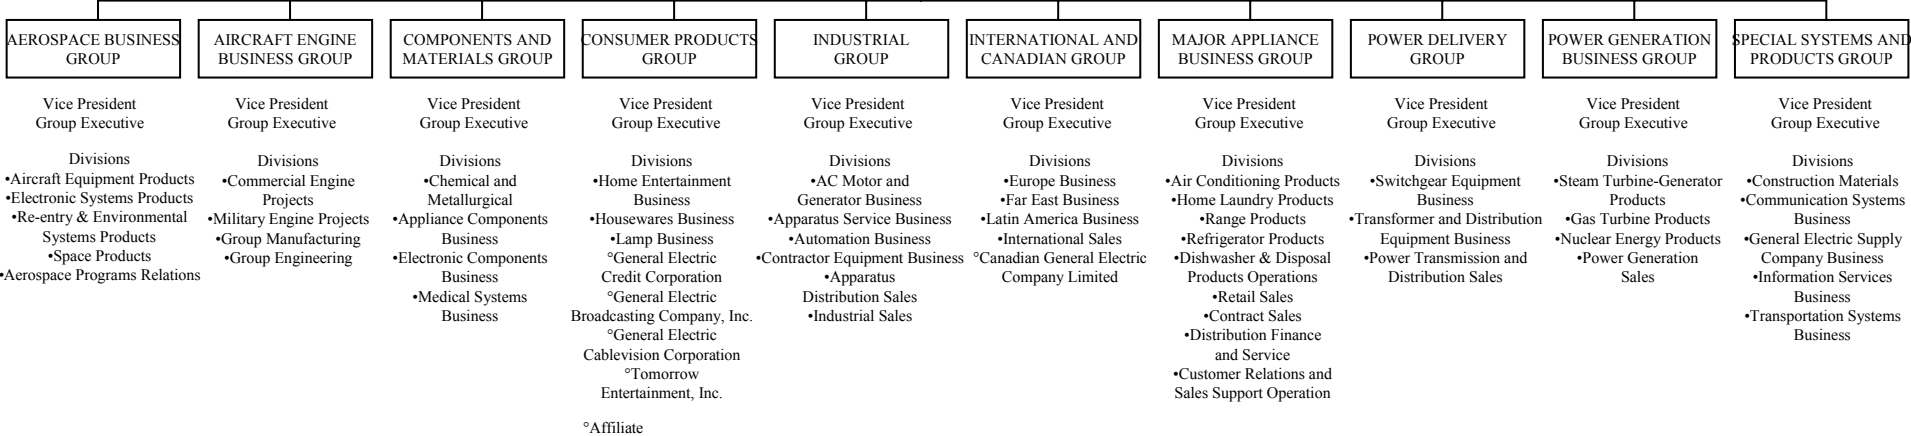 AEROSPACE BUSINESS
GROUP
Vice President
Group Executive
Divisions
•Aircraft Equipment Products
•Electronic Systems Products
•Re-entry & Environmental
Systems Products
•Space Products
•Aerospace Programs Relations
AIRCRAFT ENGINE
BUSINESS GROUP
Vice President
Group Executive
Divisions
•Commercial Engine
Projects
•Military Engine Projects
•Group Manufacturing
•Group Engineering
COMPONENTS AND
MATERIALS GROUP
Vice President
Group Executive
Divisions
•Chemical and
Metallurgical
•Appliance Components
Business
•Electronic Components
Business
•Medical Systems
Business
CONSUMER PRODUCTS
GROUP
Vice President
Group Executive
Divisions
•Home Entertainment
Business
•Housewares Business
•Lamp Business
°General Electric
Credit Corporation
°General Electric
Broadcasting Company, Inc.
°General Electric
Cablevision Corporation
°Tomorrow
Entertainment, Inc.
°Affiliate
INDUSTRIAL
GROUP
Vice President
Group Executive
Divisions
•AC Motor and
Generator Business
•Apparatus Service Business
•Automation Business
•Contractor Equipment Business
•Apparatus
Distribution Sales
•Industrial Sales
INTERNATIONAL AND
CANADIAN GROUP
Vice President
Group Executive
Divisions
•Europe Business
•Far East Business
•Latin America Business
•International Sales
°Canadian General Electric
Company Limited
MAJOR APPLIANCE
BUSINESS GROUP
Vice President
Group Executive
Divisions
•Air Conditioning Products
•Home Laundry Products
•Range Products
•Refrigerator Products
•Dishwasher & Disposal
Products Operations
•Retail Sales
•Contract Sales
•Distribution Finance
and Service
•Customer Relations and
Sales Support Operation
POWER DELIVERY
GROUP
Vice President
Group Executive
Divisions
•Switchgear Equipment
Business
•Transformer and Distribution
Equipment Business
•Power Transmission and
Distribution Sales
POWER GENERATION
BUSINESS GROUP
Vice President
Group Executive
Divisions
•Steam Turbine-Generator
Products
•Gas Turbine Products
•Nuclear Energy Products
•Power Generation
Sales
SPECIAL SYSTEMS AND
PRODUCTS GROUP
Vice President
Group Executive
Divisions
•Construction Materials
•Communication Systems
Business
•General Electric Supply
Company Business
•Information Services
Business
•Transportation Systems
Business